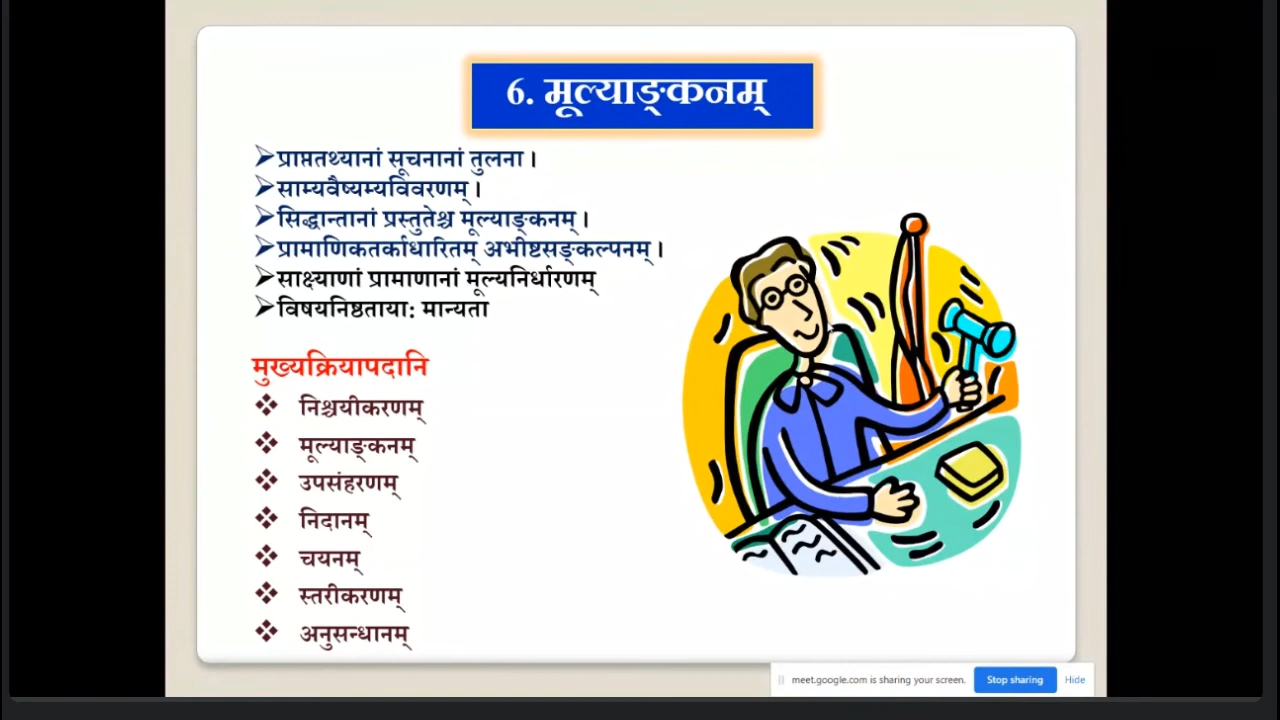 6. मूल्याङ्कनम्
प्राप्ततथ्यानां सूचनानां तुलना ।
साम्यवैष्यम्यविवरणम् ।
सिद्धान्तानां प्रस्तुतेश्च मूल्याङ्कनम् ।
प्रामाणिकतर्काधारितम् अभीष्टसङ्कल्पनम् ।
साक्ष्याणां प्रामाणानां मूल्यनिर्धारणम्
विषयनिष्ठतायाः मान्यता
मुख्यक्रियापदानि
निश्चयीकरणम्
मूल्याङ्कनम्
उपसंहरणम्
निदानम्
चयनम्
स्तरीकरणम्
अनुसन्धानम्
meet.google.com is sharing your screen. Stop sharing Hide